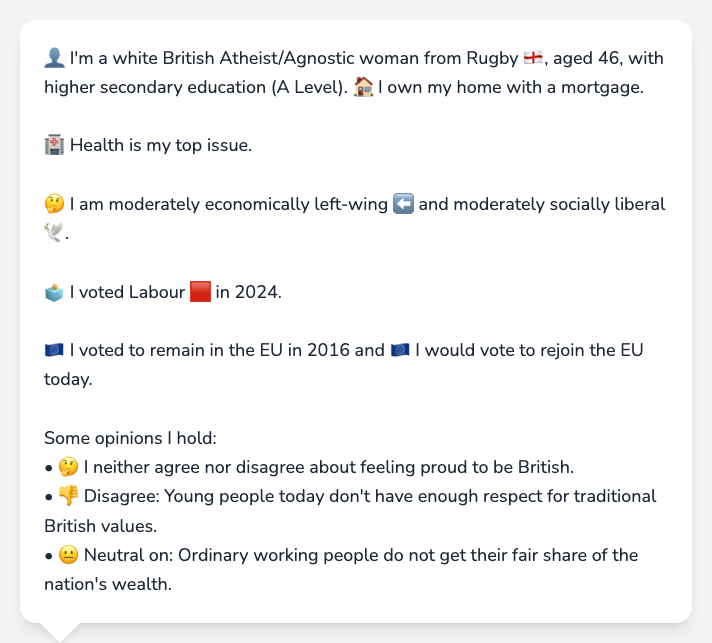 👤 I'm a white British Atheist/Agnostic woman from Rugby 🏴󠁧󠁢󠁥󠁮󠁧󠁿, aged 46, with
higher secondary education (A Level). 🏠 I own my home with a mortgage.
🏥 Health is my top issue.
🤔 I am moderately economically left-wing ⬅️ and moderately socially liberal
🕊️.
🗳️ I voted Labour 🟥 in 2024.
🇪🇺 I voted to remain in the EU in 2016 and 🇪🇺 I would vote to rejoin the EU
today.
Some opinions I hold:
• 🤔 I neither agree nor disagree about feeling proud to be British.
• 👎 Disagree: Young people today don't have enough respect for traditional
British values.
• 😐 Neutral on: Ordinary working people do not get their fair share of the
nation's wealth.